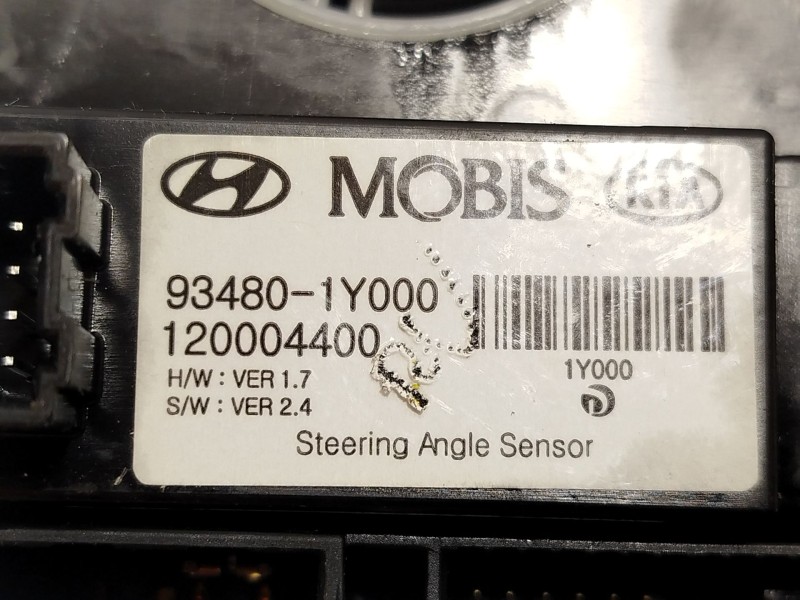 MOBIS KIA
93480-1Y000
120004400
H/W : VER 1.7
S/W : VER 2.4
1Y000
Steering Angle Sensor